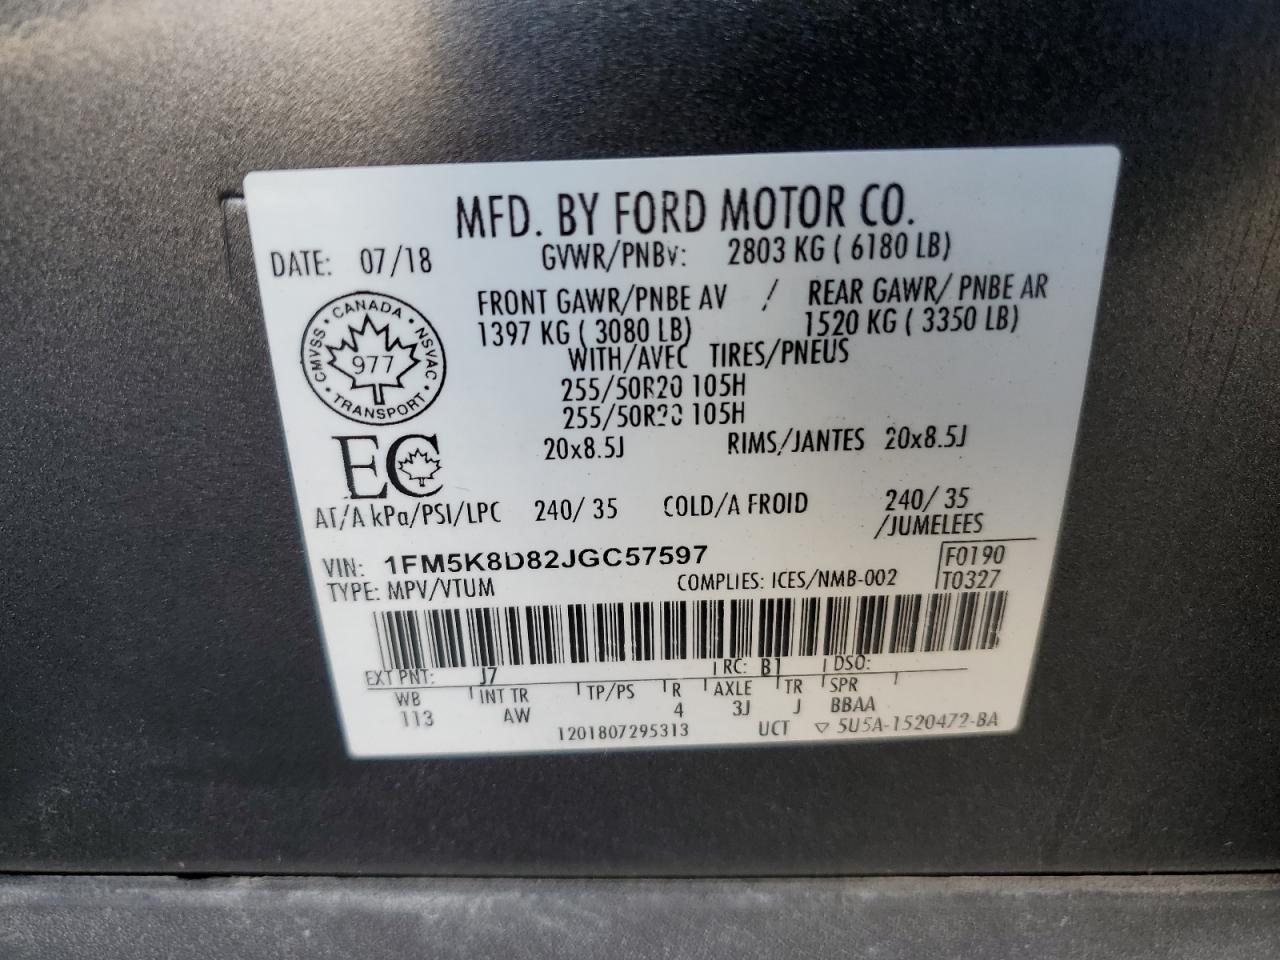 MFD. BY FORD MOTOR CO.
DATE: 07/18 GVWR/PNBV: 2803 KG ( 6180 LB)
FRONT GAWR/PNBE AV / REAR GAWR/ PNBE AR
1397 KG ( 3080 LB) 1520 KG ( 3350 LB)
WITH/AVEC TIRES/PNEUS
255/50R20 105H
255/50R20 105H
20x8.5J RIMS/JANTES 20x8.5J
CANADA · NSVAC · TRANSPORT · CMVSS ·
977
EC
AT/A kPa/PSI/LPC 240/ 35 COLD/A FROID 240/ 35
/JUMELEES
VIN: 1FM5K8D82JGC57597 F0190
TYPE: MPV/VTUM COMPLIES: ICES/NMB-002 T0327
EXT PNT: J7 RC: B1 DSO:
WB INT TR TP/PS R AXLE TR SPR
113 AW 4 3J J BBAA
1201807295313 UCT ▽ 5U5A-1520472-BA